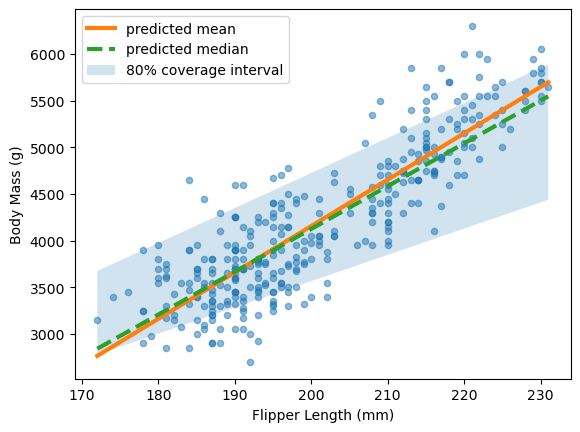 predicted mean
predicted median
80% coverage interval
6000
5500
5000
4500
4000
3500
3000
Body Mass (g)
170 180 190 200 210 220 230
Flipper Length (mm)